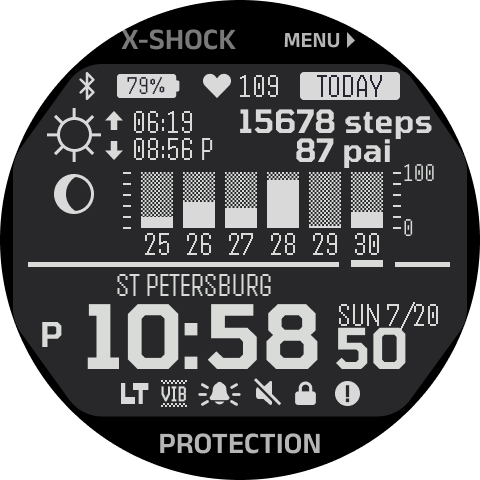 X-SHOCK MENU
79% 109 TODAY
06:19 15678 steps
08:56 P 87 pai
100
0
25 26 27 28 29 30
ST PETERSBURG
SUN 7/20
P 10:58 50
LT VIB
PROTECTION